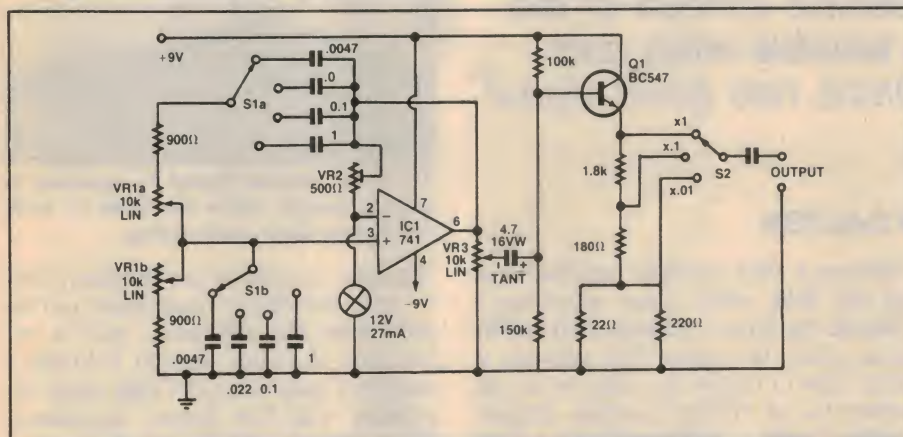 +9V
S1a
.0047
.0
0.1
1
900Ω
VR1a
10k
LIN
VR1b
10k
LIN
900Ω
S1b
.0047
.022
0.1
1
VR2
500Ω
2
3
−
+
IC1
741
7
6
4
-9V
12V
27mA
VR3
10k
LIN
4.7
16VW
− +
TANT
100k
150k
Q1
BC547
1.8k
180Ω
22Ω
220Ω
x1
x.1
x.01
S2
OUTPUT